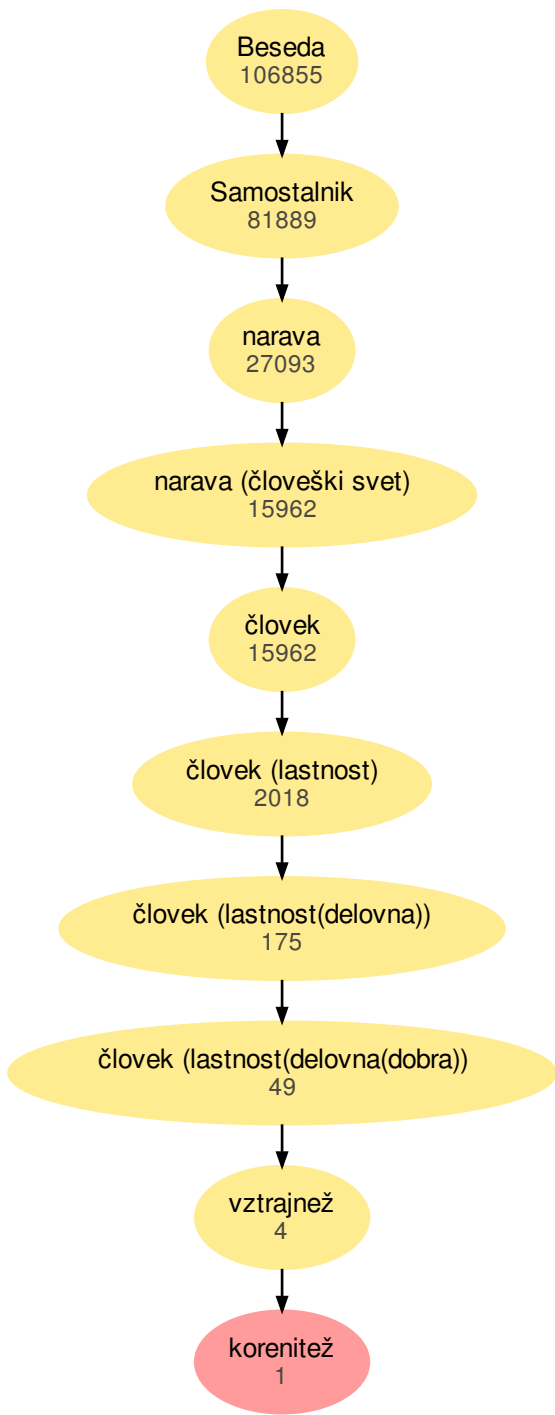 Beseda
106855
Samostalnik
81889
narava
27093
narava (človeški svet)
15962
človek
15962
človek (lastnost)
2018
človek (lastnost(delovna))
175
človek (lastnost(delovna(dobra))
49
vztrajnež
4
korenitež
1